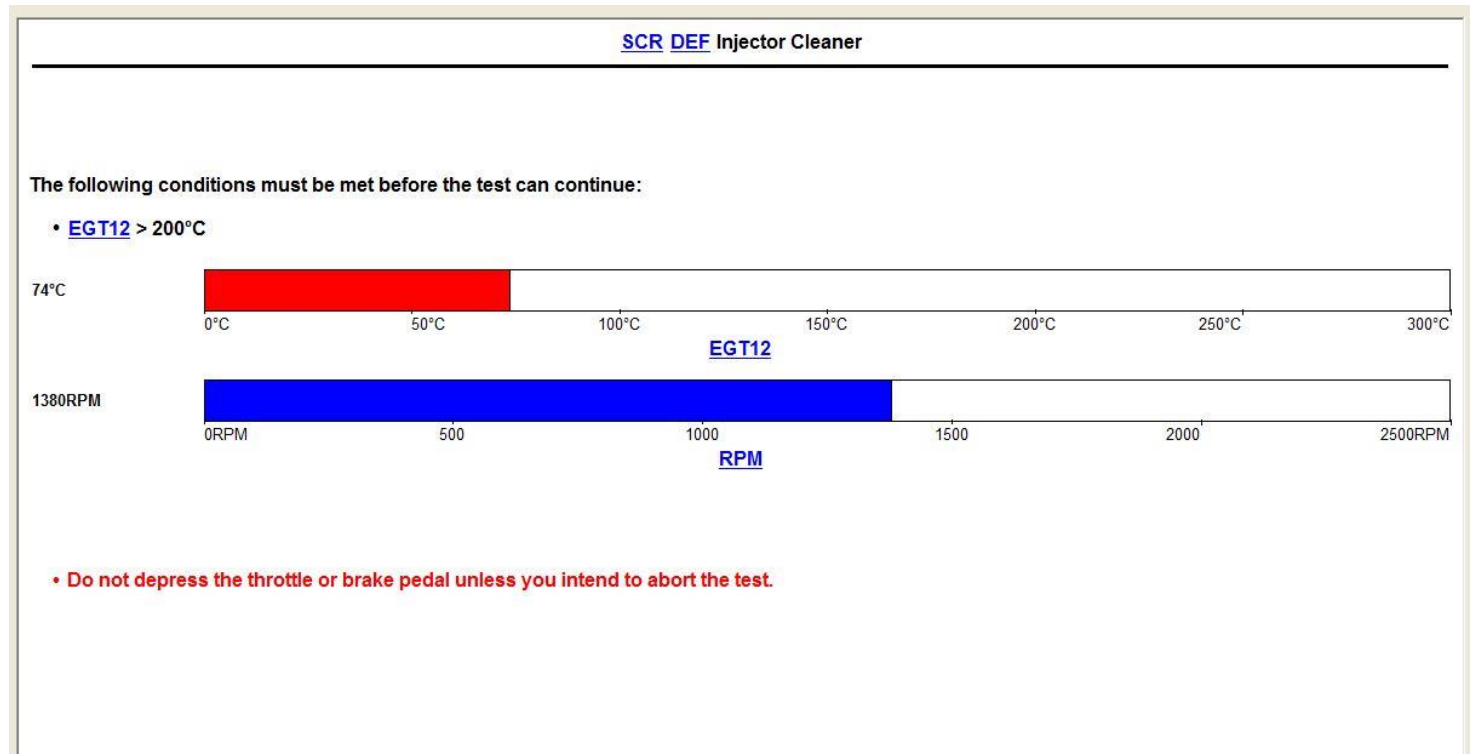 SCR DEF Injector Cleaner
The following conditions must be met before the test can continue:
• EGT12 > 200°C
74°C
0°C 50°C 100°C 150°C 200°C 250°C 300°C
EGT12
1380RPM
0RPM 500 1000 1500 2000 2500RPM
RPM
• Do not depress the throttle or brake pedal unless you intend to abort the test.